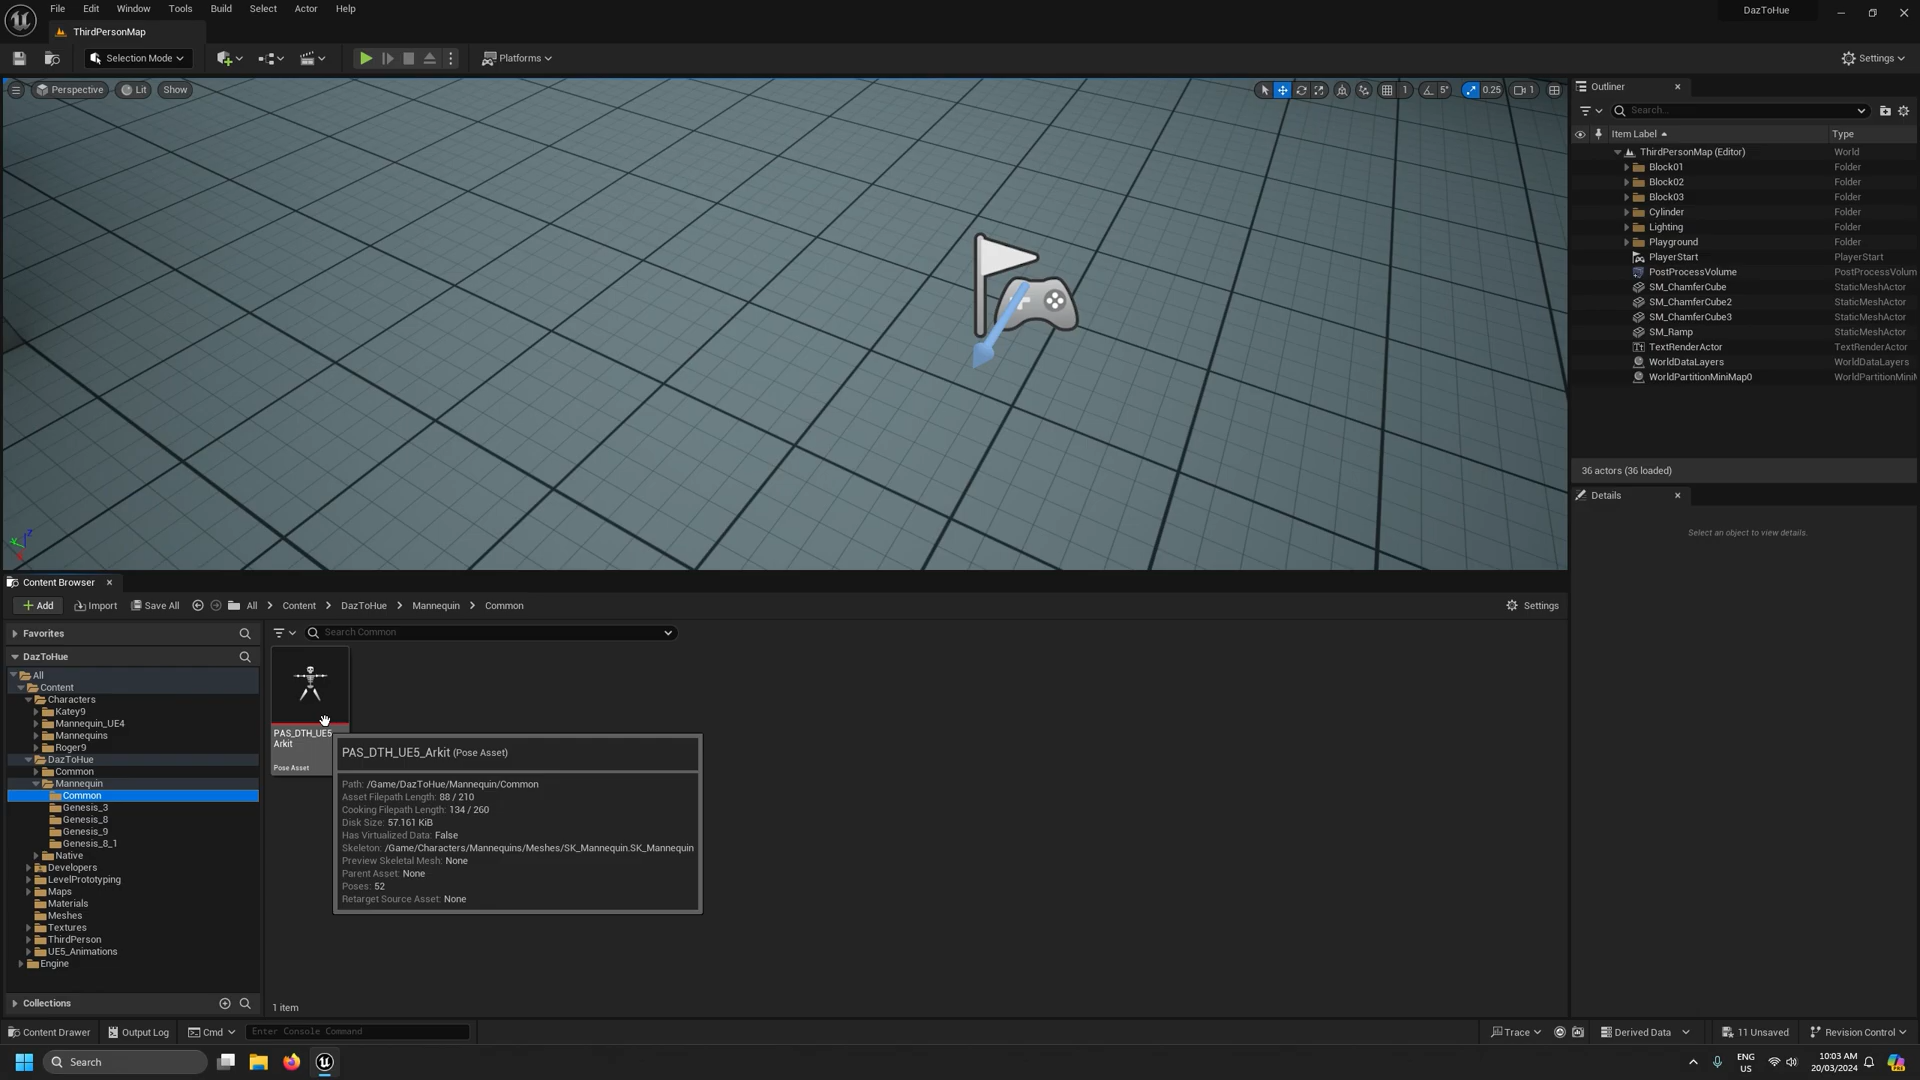 File Edit Window Tools Build Select Actor Help
DazToHue
ThirdPersonMap
Selection Mode
Platforms
Settings
Perspective
Lit
Show
1
5°
0.25
1
Outliner
Search...
Item Label
Type
ThirdPersonMap (Editor) World
Block01 Folder
Block02 Folder
Block03 Folder
Cylinder Folder
Lighting Folder
Playground Folder
PlayerStart PlayerStart
PostProcessVolume PostProcessVolum
SM_ChamferCube StaticMeshActor
SM_ChamferCube2 StaticMeshActor
SM_ChamferCube3 StaticMeshActor
SM_Ramp StaticMeshActor
TextRenderActor TextRenderActor
WorldDataLayers WorldDataLayers
WorldPartitionMiniMap0 WorldPartitionMini
36 actors (36 loaded)
Details
Select an object to view details.
Content Browser
Add
Import
Save All
All
Content
DazToHue
Mannequin
Common
Settings
Favorites
Search Common
DazToHue
All
Content
Characters
Katey9
Mannequin_UE4
Mannequins
Roger9
DazToHue
Common
Mannequin
Common
Genesis_3
Genesis_8
Genesis_9
Genesis_8_1
Native
Developers
LevelPrototyping
Maps
Materials
Meshes
Textures
ThirdPerson
UE5_Animations
Engine
Collections
PAS_DTH_UE5_
Arkit
Pose Asset
PAS_DTH_UE5_Arkit (Pose Asset)
Path: /Game/DazToHue/Mannequin/Common
Asset Filepath Length: 88 / 210
Cooking Filepath Length: 134 / 260
Disk Size: 57.161 KiB
Has Virtualized Data: False
Skeleton: /Game/Characters/Mannequins/Meshes/SK_Mannequin.SK_Mannequin
Preview Skeletal Mesh: None
Parent Asset: None
Poses: 52
Retarget Source Asset: None
1 item
Content Drawer
Output Log
Cmd
Enter Console Command
Trace
Derived Data
11 Unsaved
Revision Control
Search
ENG
US
10:03 AM
20/03/2024